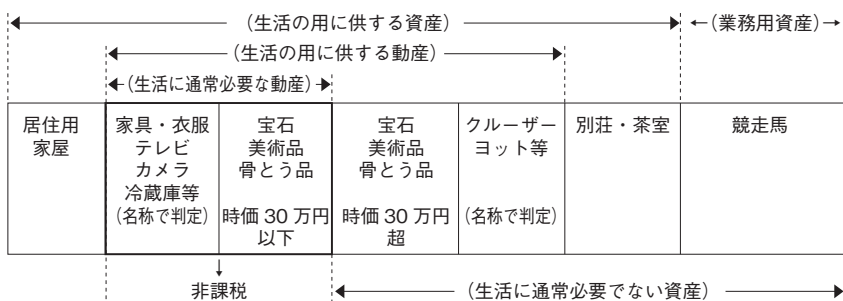 (生活の用に供する資産)
(業務用資産)
(生活の用に供する動産)
(生活に通常必要な動産)
居住用
家屋
家具・衣服
テレビ
カメラ
冷蔵庫等
(名称で判定)
宝石
美術品
骨とう品
時価 30 万円
以下
宝石
美術品
骨とう品
時価 30 万円
超
クルーザー
ヨット等
(名称で判定)
別荘・茶室
競走馬
非課税
(生活に通常必要でない資産)